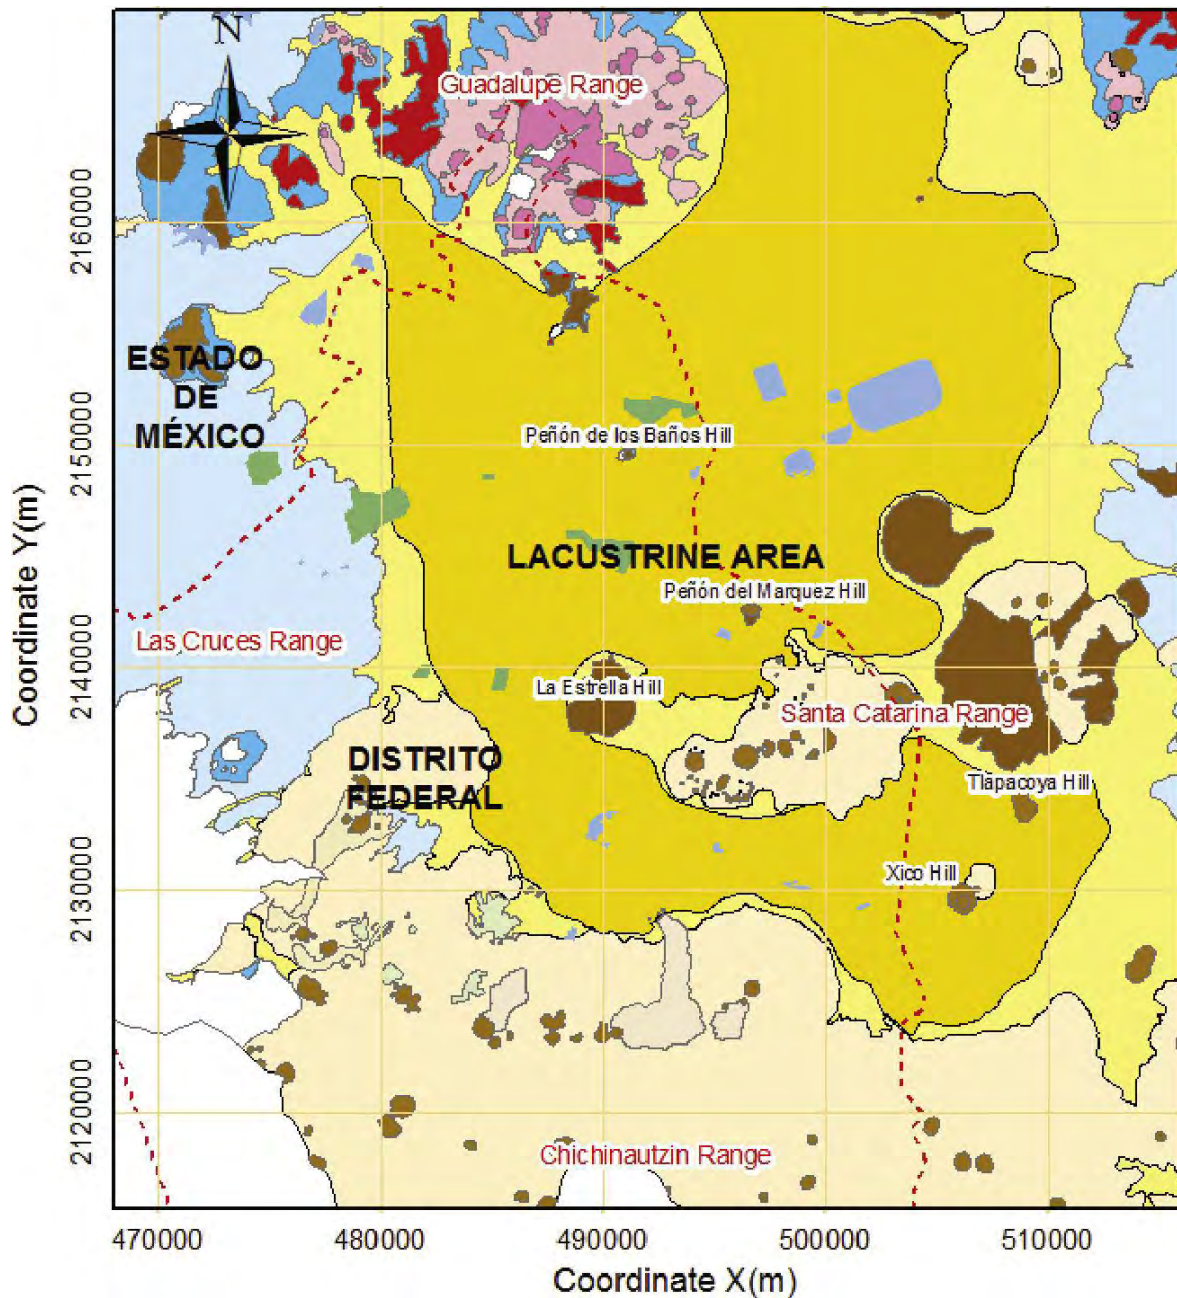 N
Guadalupe Range
2160000
ESTADO
DE
MÉXICO
Peñón de los Baños Hill
2150000
LACUSTRINE AREA
Peñón del Marquez Hill
Coordinate Y(m)
Las Cruces Range
2140000
La Estrella Hill
Santa Catarina Range
DISTRITO
FEDERAL
Tlapacoya Hill
Xico Hill
2130000
2120000
Chichinautzin Range
470000 480000 490000 500000 510000
Coordinate X(m)